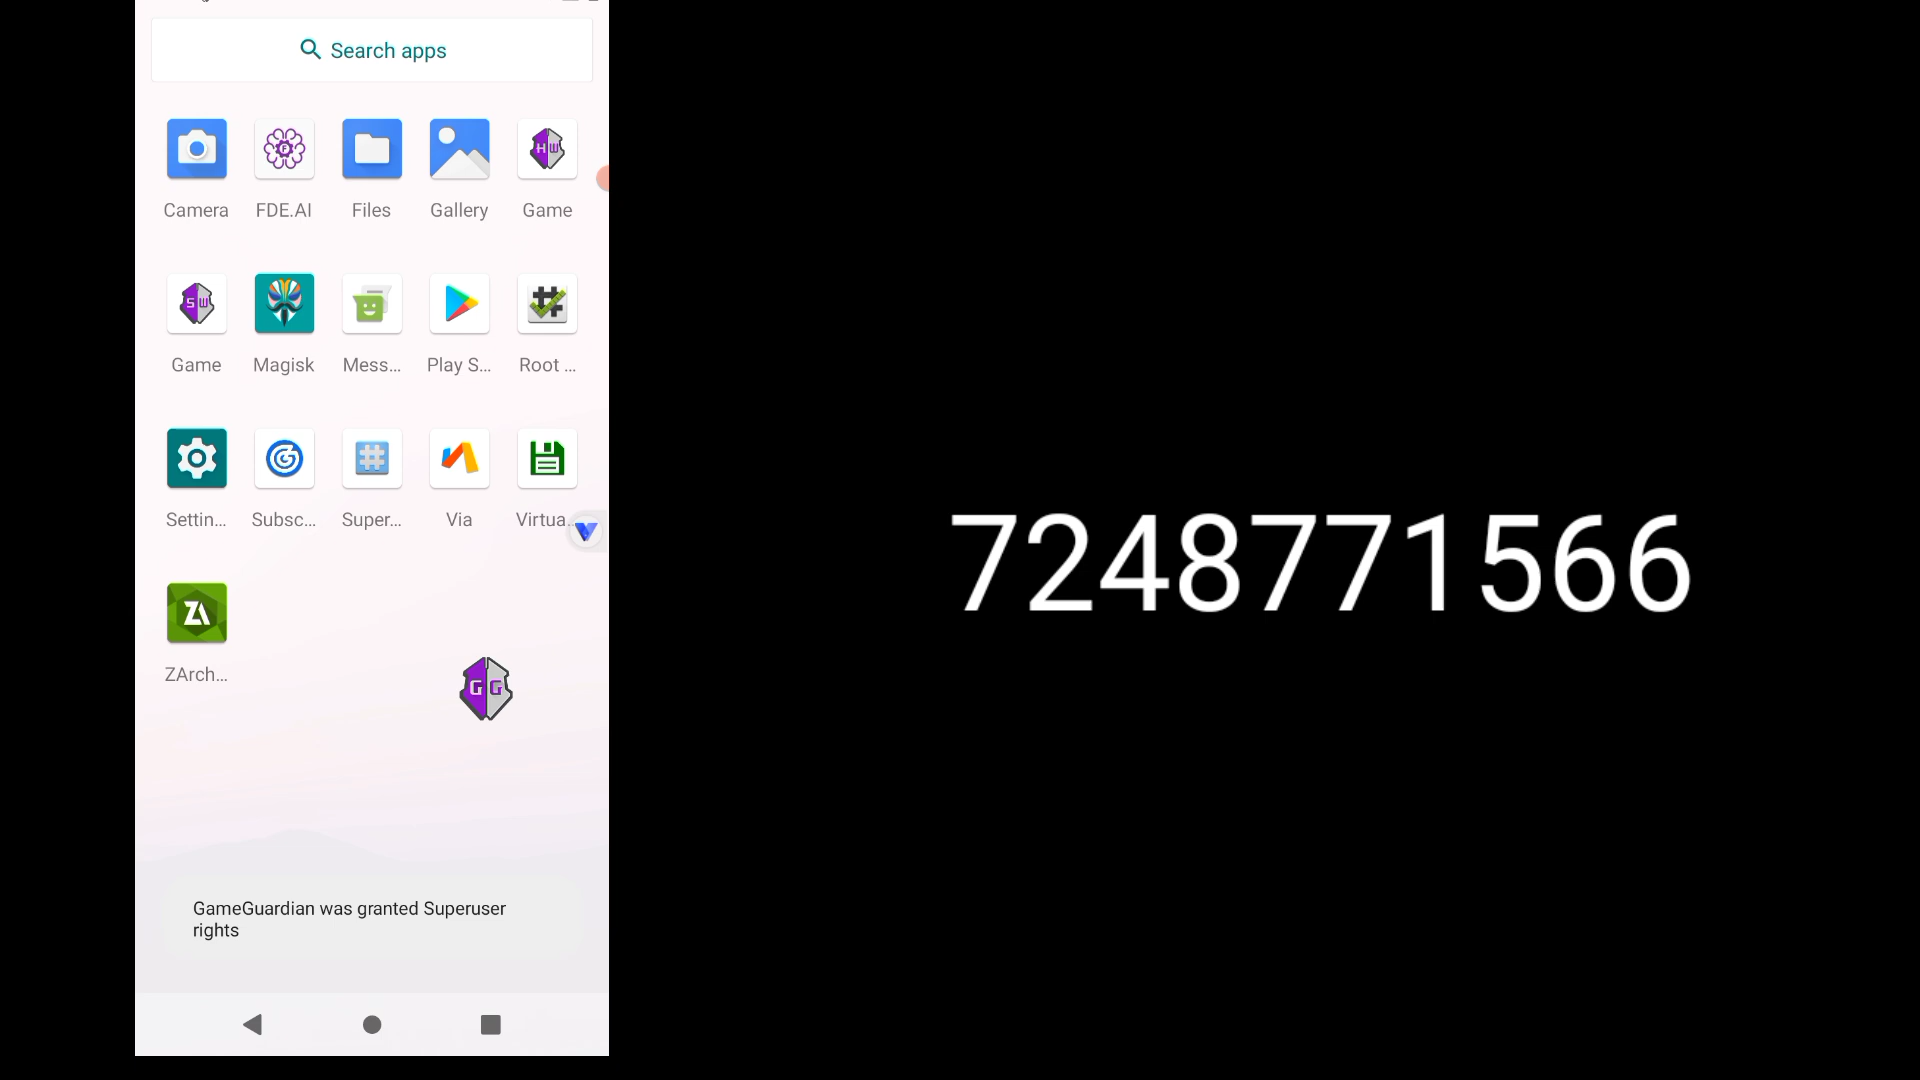 Search apps
Camera
FDE.AI
Files
Gallery
Game
Game
Magisk
Mess...
Play S...
Root ...
Settin...
Subsc...
Super...
Via
Virtua...
ZArch...
GameGuardian was granted Superuser
rights
7248771566